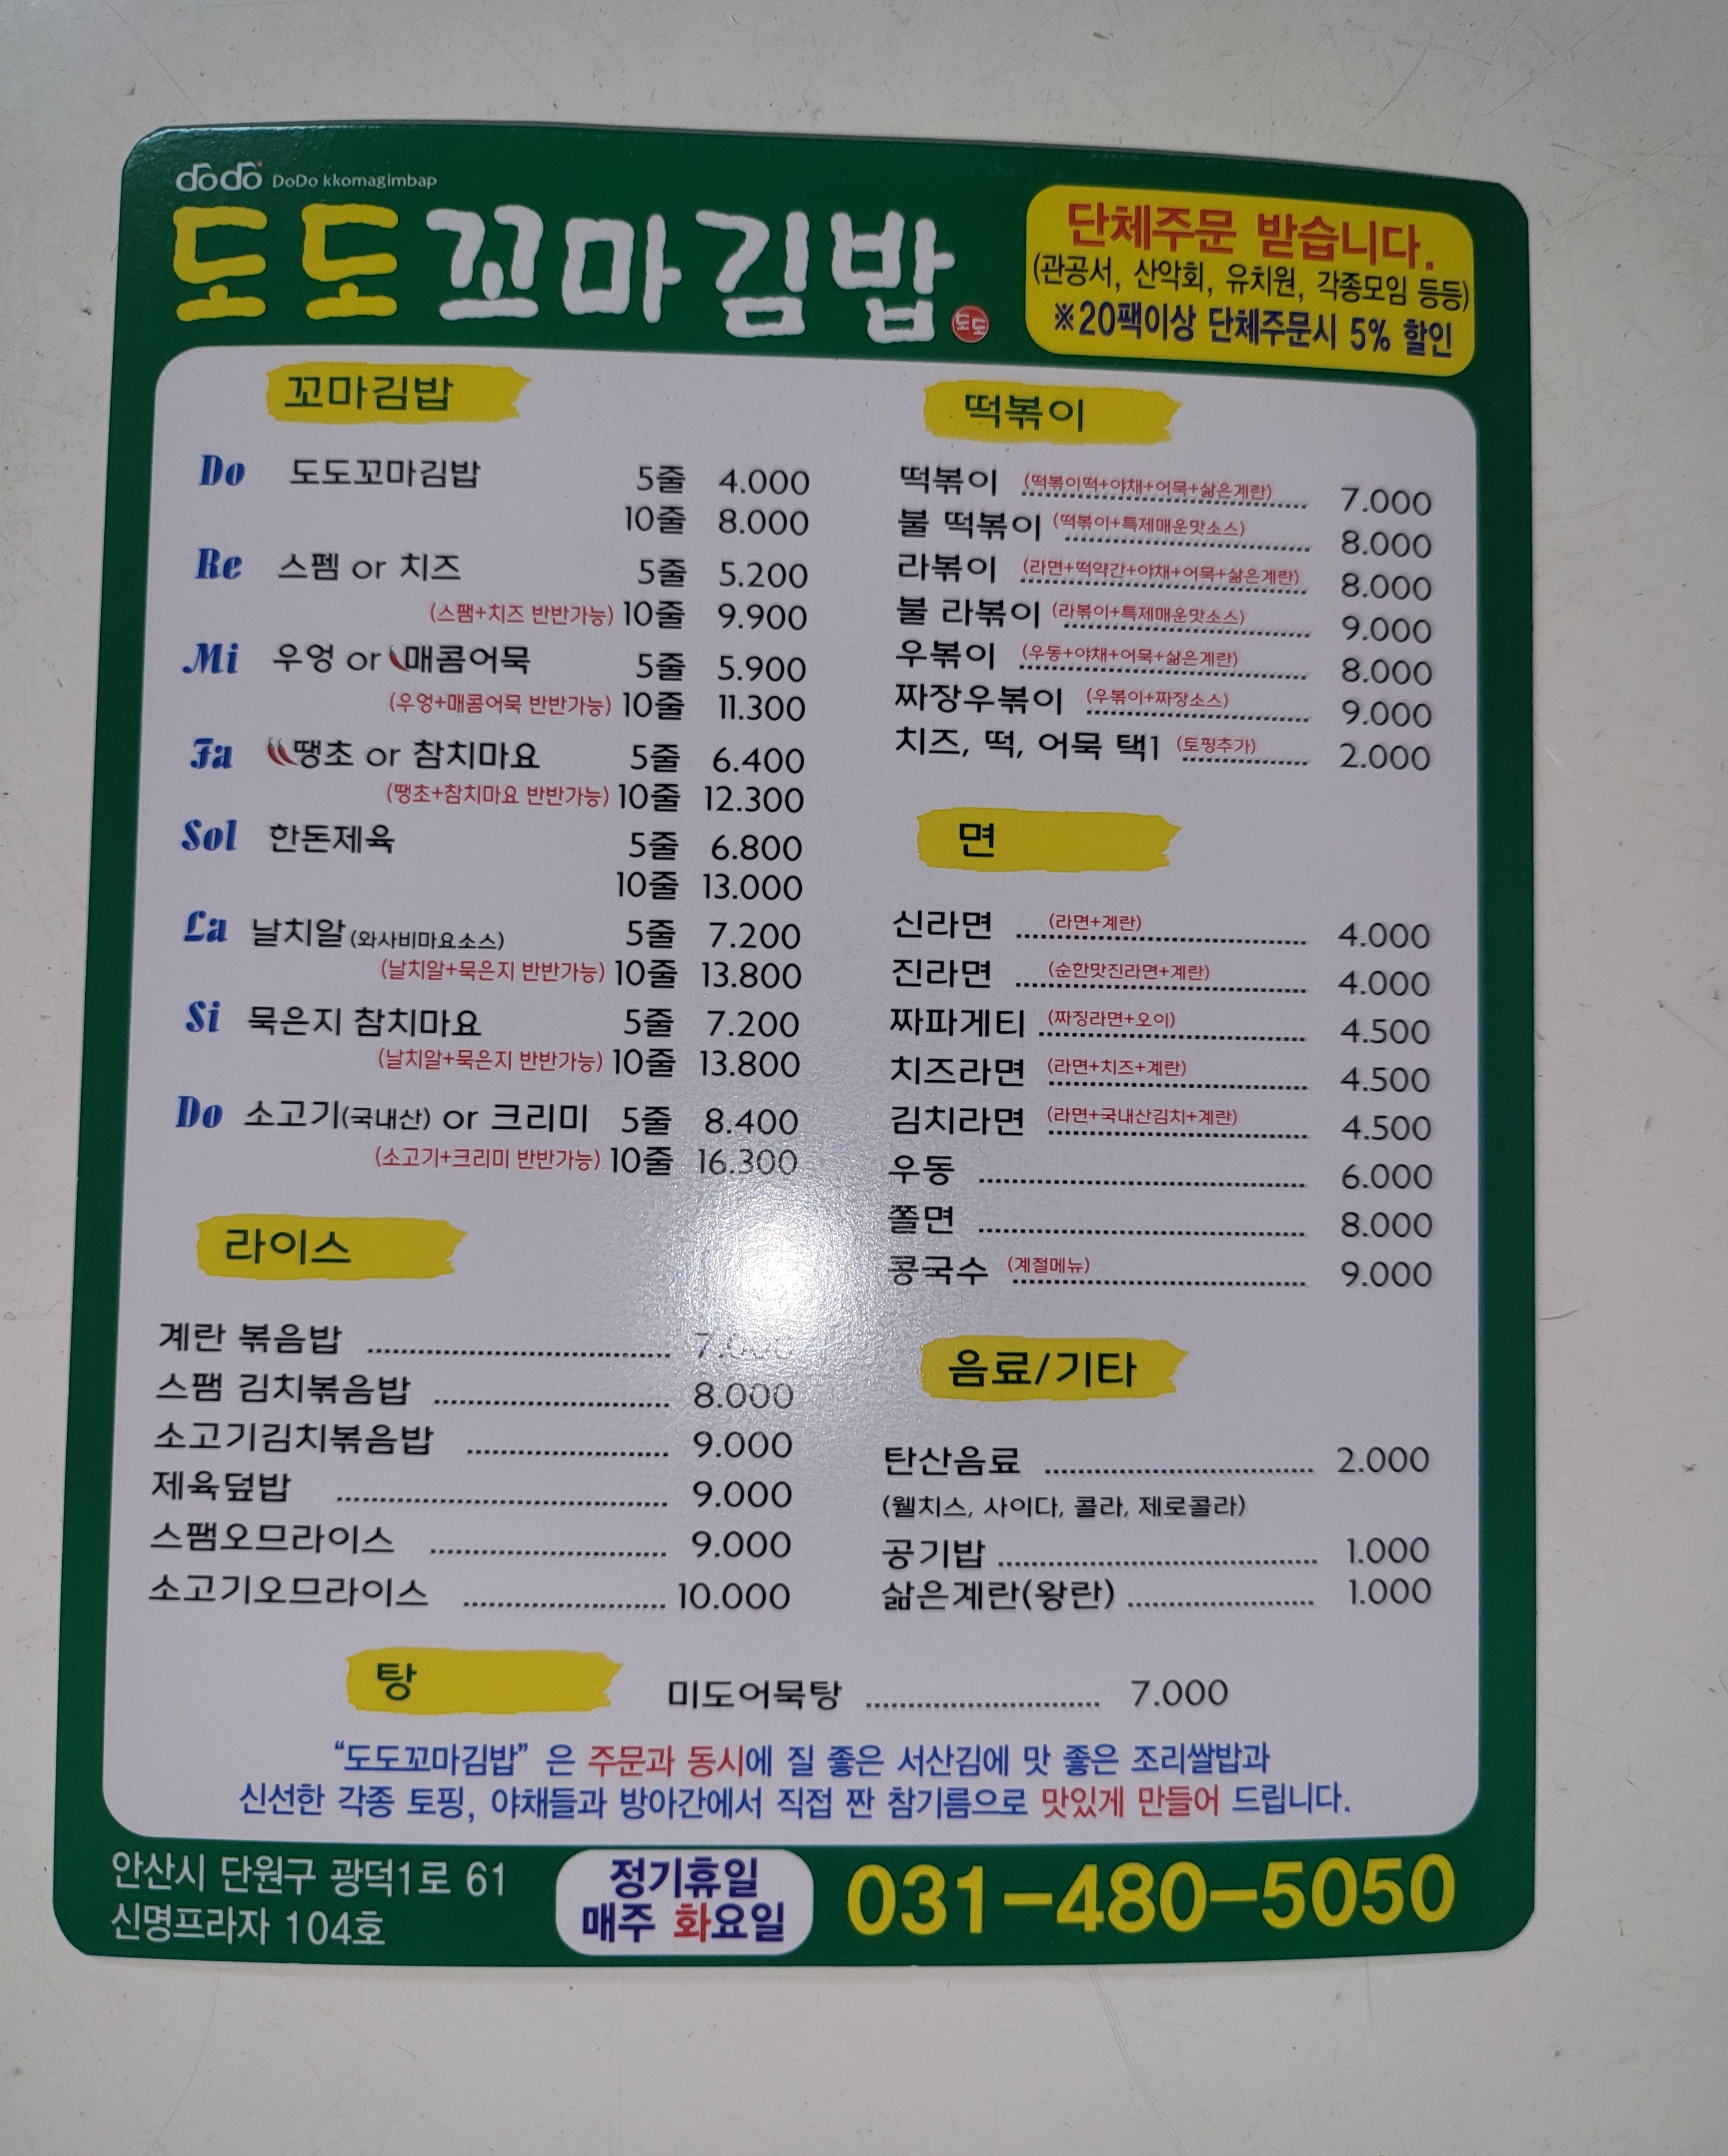 dodo DoDo kkomagimbap
도도꼬마김밥 도도
단체주문 받습니다.
(관공서, 산악회, 유치원, 각종모임 등등)
※20팩이상 단체주문시 5% 할인
꼬마김밥
Do 도도꼬마김밥 5줄 4.000
10줄 8.000
Re 스펨 or 치즈 5줄 5.200
(스팸+치즈 반반가능) 10줄 9.900
Mi 우엉 or 매콤어묵 5줄 5.900
(우엉+매콤어묵 반반가능) 10줄 11.300
Fa 땡초 or 참치마요 5줄 6.400
(땡초+참치마요 반반가능) 10줄 12.300
Sol 한돈제육 5줄 6.800
10줄 13.000
La 날치알(와사비마요소스) 5줄 7.200
(날치알+묵은지 반반가능) 10줄 13.800
Si 묵은지 참치마요 5줄 7.200
(날치알+묵은지 반반가능) 10줄 13.800
Do 소고기(국내산) or 크리미 5줄 8.400
(소고기+크리미 반반가능) 10줄 16.300
라이스
계란 볶음밥 ........ 7.000
스팸 김치볶음밥 ........ 8.000
소고기김치볶음밥 ........ 9.000
제육덮밥 ........ 9.000
스팸오므라이스 ........ 9.000
소고기오므라이스 ........ 10.000
떡볶이
떡볶이 (떡볶이떡+야채+어묵+삶은계란) ........ 7.000
불 떡볶이 (떡볶이+특제매운맛소스) ........ 8.000
라볶이 (라면+떡약간+야채+어묵+삶은계란) ........ 8.000
불 라볶이 (라볶이+특제매운맛소스) ........ 9.000
우볶이 (우동+야채+어묵+삶은계란) ........ 8.000
짜장우볶이 (우볶이+짜장소스) ........ 9.000
치즈, 떡, 어묵 택1 (토핑추가) ........ 2.000
면
신라면 (라면+계란) ........ 4.000
진라면 (순한맛진라면+계란) ........ 4.000
짜파게티 (짜징라면+오이) ........ 4.500
치즈라면 (라면+치즈+계란) ........ 4.500
김치라면 (라면+국내산김치+계란) ........ 4.500
우동 ........ 6.000
쫄면 ........ 8.000
콩국수 (계절메뉴) ........ 9.000
음료/기타
탄산음료 ........ 2.000
(웰치스, 사이다, 콜라, 제로콜라)
공기밥 ........ 1.000
삶은계란(왕란) ........ 1.000
탕
미도어묵탕 ........ 7.000
“도도꼬마김밥” 은 주문과 동시에 질 좋은 서산김에 맛 좋은 조리쌀밥과
신선한 각종 토핑, 야채들과 방아간에서 직접 짠 참기름으로 맛있게 만들어 드립니다.
안산시 단원구 광덕1로 61
신명프라자 104호
정기휴일
매주 화요일
031-480-5050